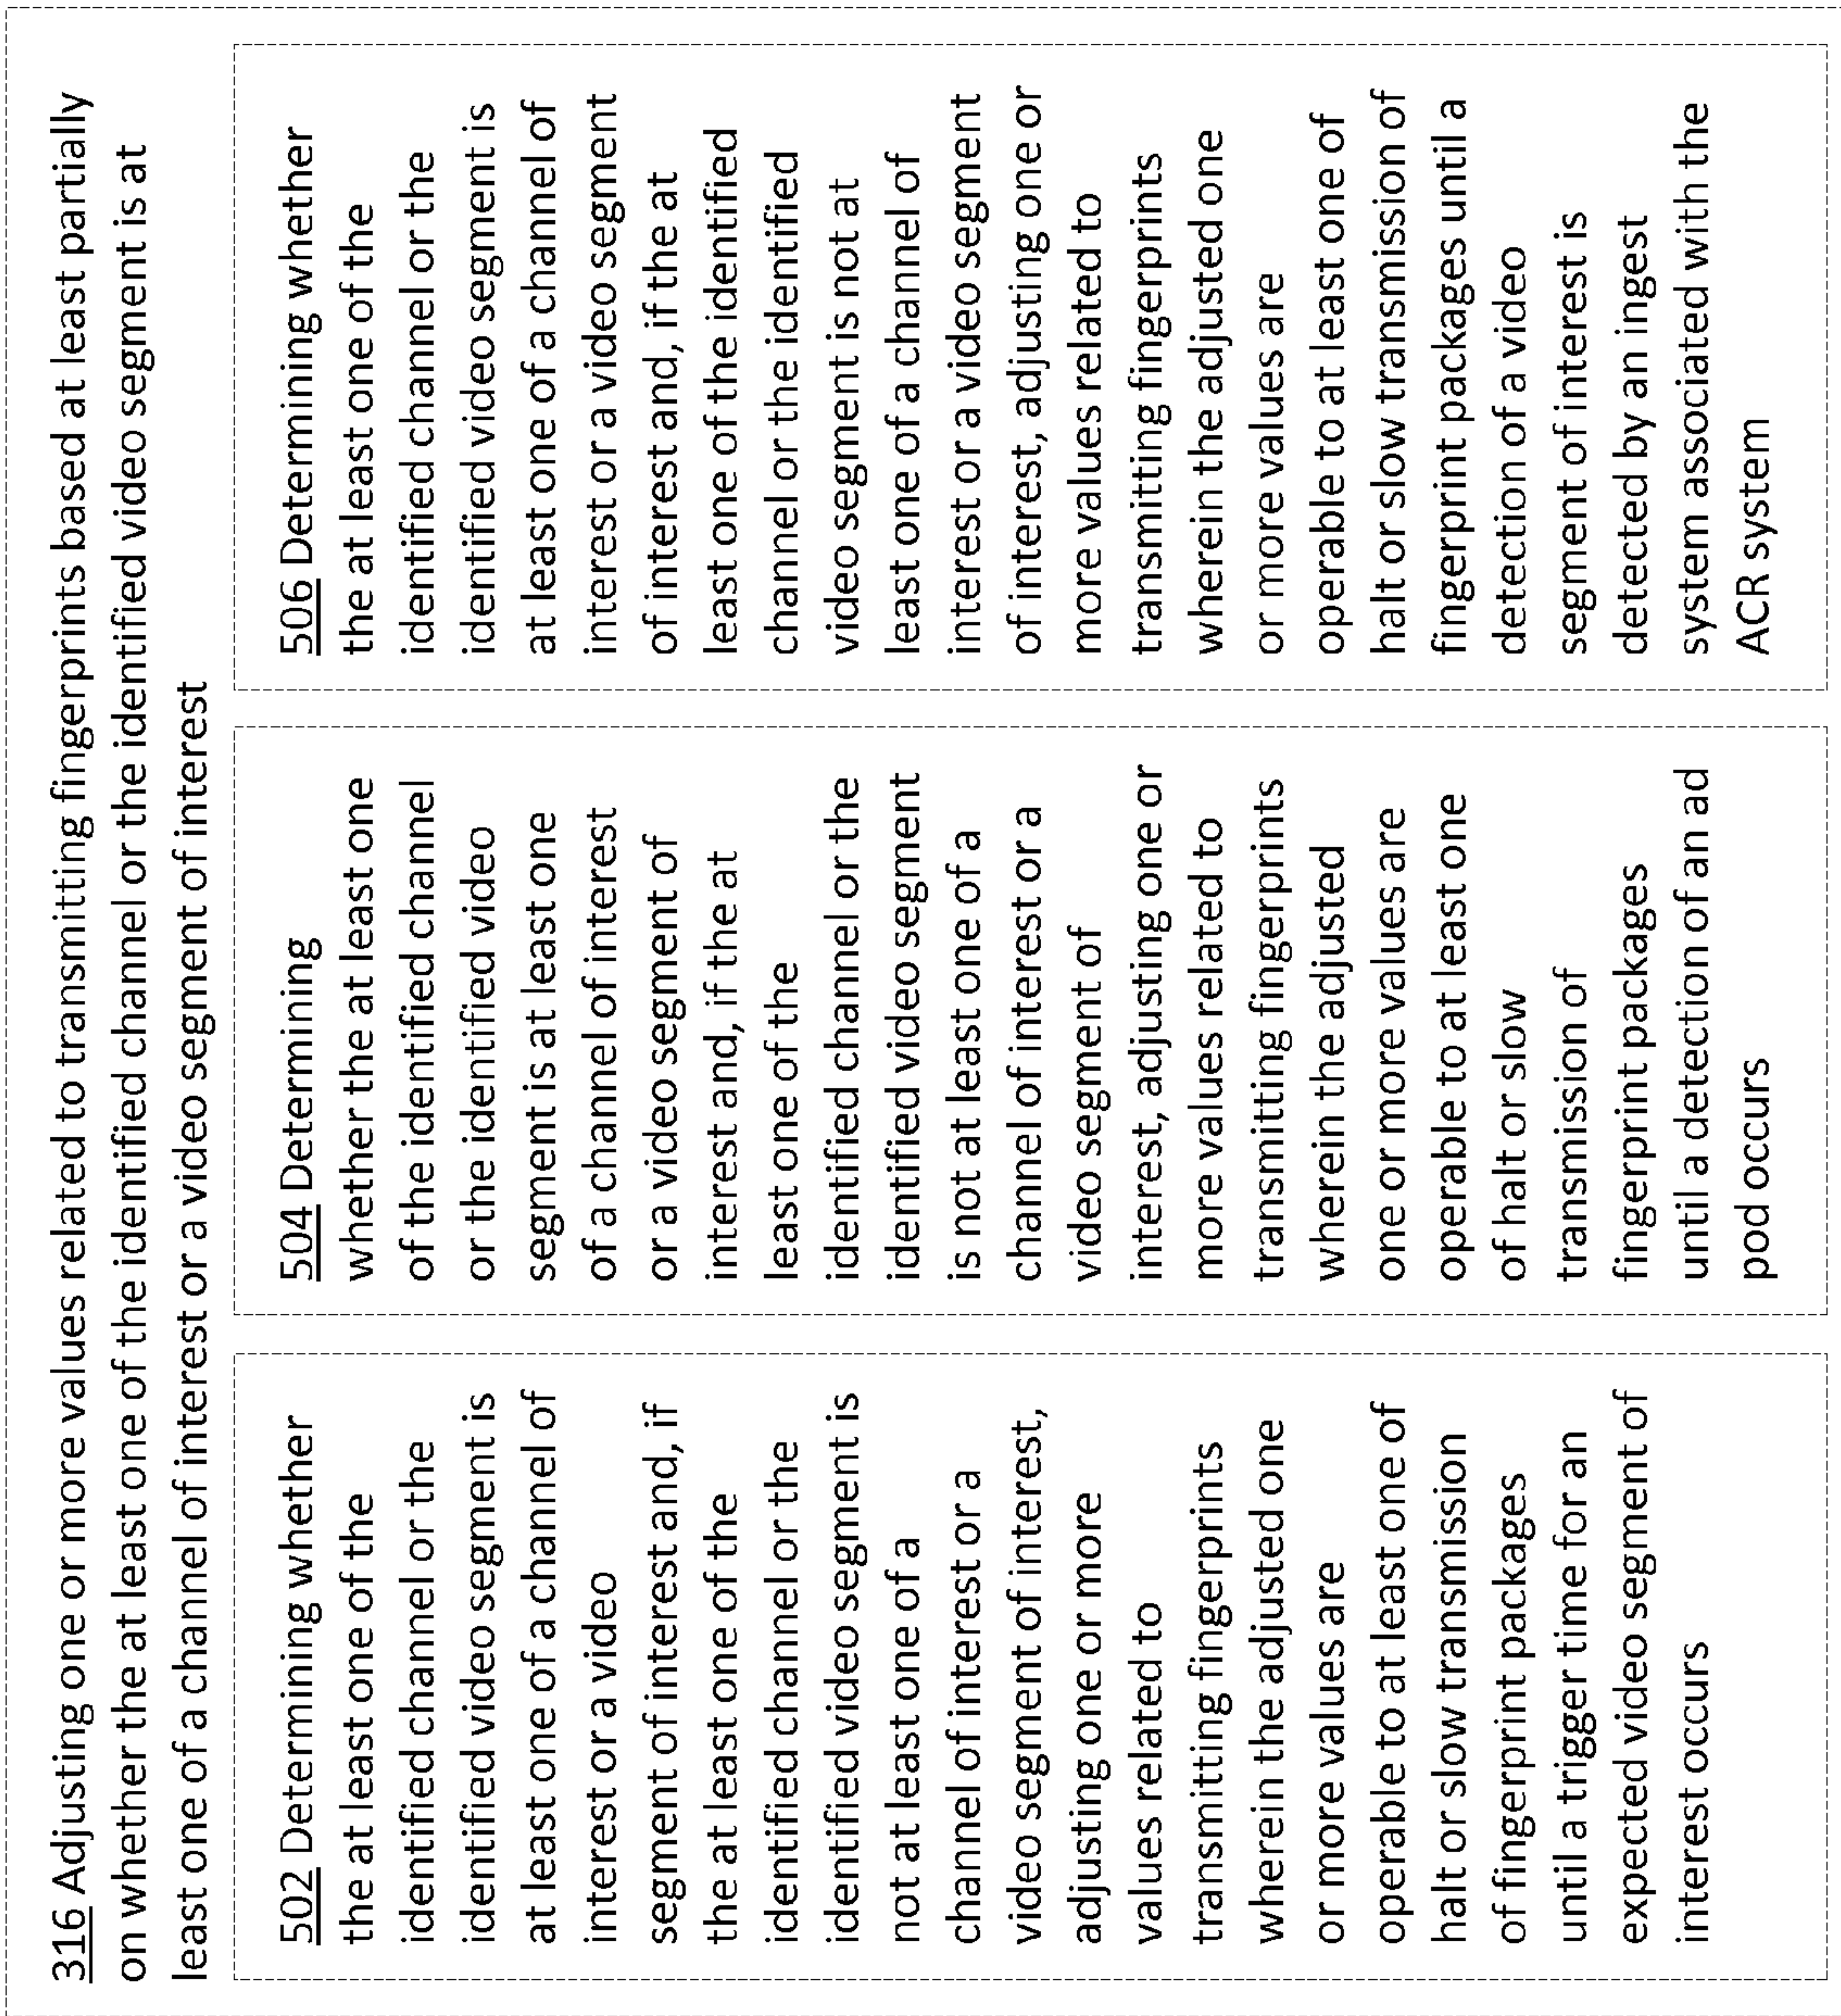 316 Adjusting one or more values related to transmitting fingerprints based at least partially
on whether the at least one of the identified channel or the identified video segment is at
least one of a channel of interest or a video segment of interest
502 Determining whether
the at least one of the
identified channel or the
identified video segment is
at least one of a channel of
interest or a video
segment of interest and, if
the at least one of the
identified channel or the
identified video segment is
not at least one of a
channel of interest or a
video segment of interest,
adjusting one or more
values related to
transmitting fingerprints
wherein the adjusted one
or more values are
operable to at least one of
halt or slow transmission
of fingerprint packages
until a trigger time for an
expected video segment of
interest occurs
504 Determining
whether the at least one
of the identified channel
or the identified video
segment is at least one
of a channel of interest
or a video segment of
interest and, if the at
least one of the
identified channel or the
identified video segment
is not at least one of a
channel of interest or a
video segment of
interest, adjusting one or
more values related to
transmitting fingerprints
wherein the adjusted
one or more values are
operable to at least one
of halt or slow
transmission of
fingerprint packages
until a detection of an ad
pod occurs
506 Determining whether
the at least one of the
identified channel or the
identified video segment is
at least one of a channel of
interest or a video segment
of interest and, if the at
least one of the identified
channel or the identified
video segment is not at
least one of a channel of
interest or a video segment
of interest, adjusting one or
more values related to
transmitting fingerprints
wherein the adjusted one
or more values are
operable to at least one of
halt or slow transmission of
fingerprint packages until a
detection of a video
segment of interest is
detected by an ingest
system associated with the
ACR system